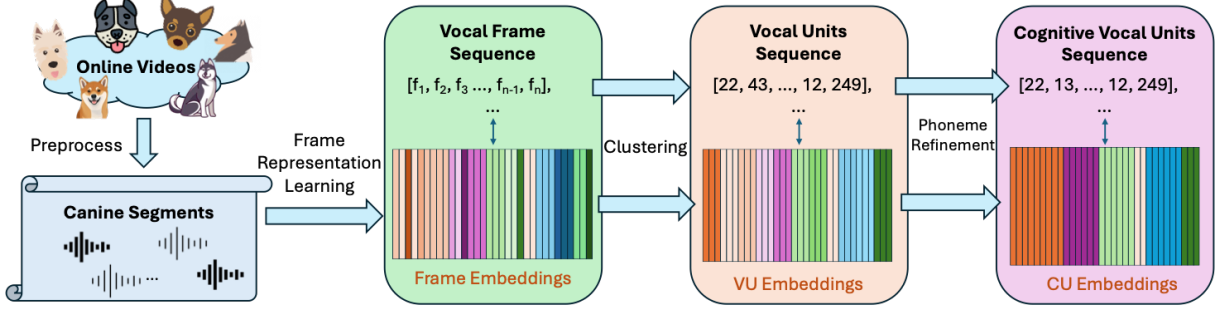 Online Videos
Preprocess
Canine Segments
...
Frame
Representation
Learning
Vocal Frame
Sequence
[f1, f2, f3 ..., fn-1, fn],
...
Frame Embeddings
Clustering
Vocal Units
Sequence
[22, 43, ..., 12, 249],
...
VU Embeddings
Phoneme
Refinement
Cognitive Vocal Units
Sequence
[22, 13, ..., 12, 249],
...
CU Embeddings